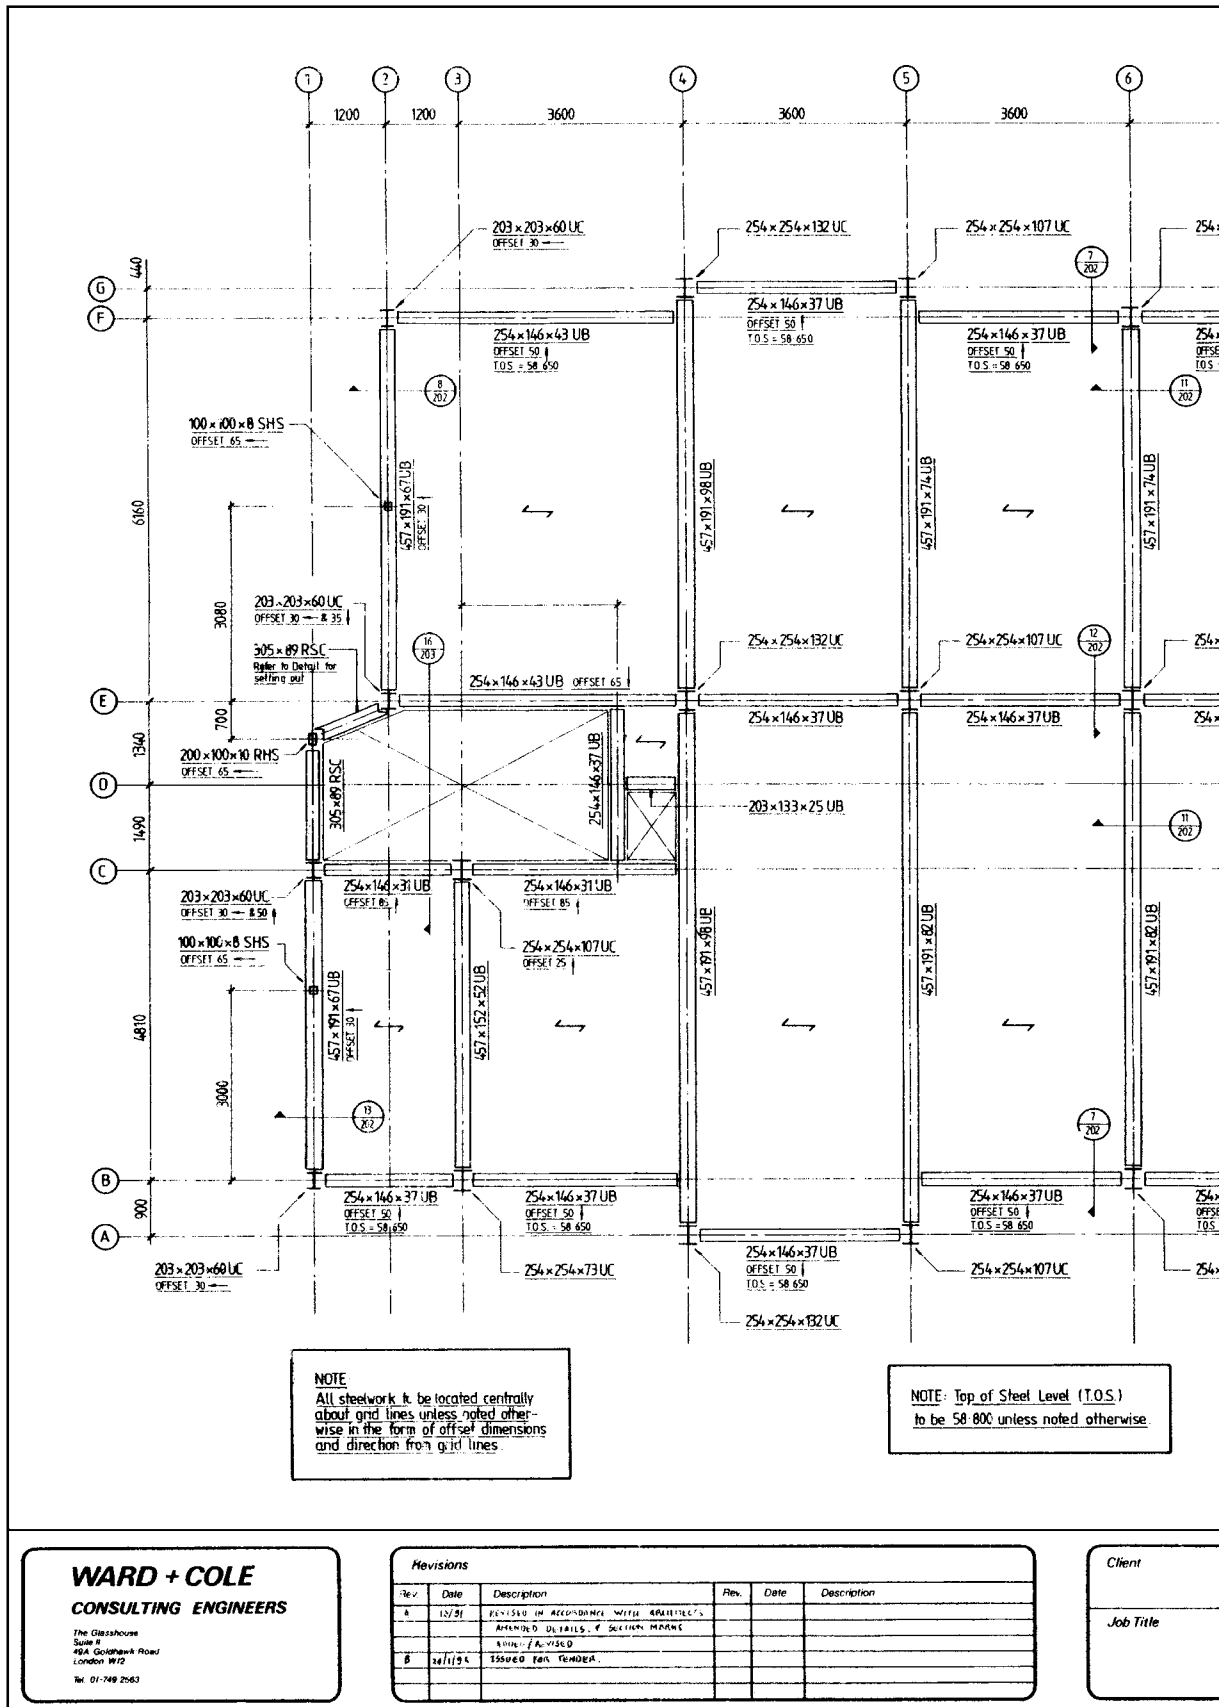 1 2 3 4 5 6
1200 1200 3600 3600 3600
203 × 203 × 60 UC
OFFSET 30
254 × 254 × 132 UC
254 × 254 × 107 UC
254×
440
G
F
7
202
254 × 146 × 43 UB
OFFSET 50
T.O.S = 58 650
254 × 146 × 37 UB
OFFSET 50
T.O.S = 58·650
254 × 146 × 37 UB
OFFSET 50
T.O.S = 58 650
254×
OFFSE
T.O.S =
8
202
11
202
100 × 100 × 8 SHS
OFFSET 65
6160
457 × 191 × 67 UB
OFFSET 30
457 × 191 × 98 UB
457 × 191 × 74 UB
457 × 191 × 74 UB
3080
203 × 203 × 60 UC
OFFSET 30 & 35
305 × 89 RSC
Refer to Detail for
setting out
16
203
254 × 254 × 132 UC
254 × 254 × 107 UC
12
202
254×
E
254 × 146 × 43 UB OFFSET 65
254 × 146 × 37 UB
254 × 146 × 37 UB
254×
700
1340
200 × 100 × 10 RHS
OFFSET 65
D
305 × 89 RSC
254 × 146 × 37 UB
203 × 133 × 25 UB
1490
11
202
C
254 × 146 × 31 UB
OFFSET 85
254 × 146 × 31 UB
OFFSET 85
203 × 203 × 60 UC
OFFSET 30 & 50
100 × 100 × 8 SHS
OFFSET 65
254 × 254 × 107 UC
OFFSET 25
4810
457 × 191 × 67 UB
OFFSET 30
457 × 152 × 52 UB
457 × 191 × 98 UB
457 × 191 × 82 UB
457 × 191 × 82 UB
3000
13
202
7
202
B
900
254 × 146 × 37 UB
OFFSET 50
T.O.S. = 58 650
254 × 146 × 37 UB
OFFSET 50
T.O.S. = 58 650
254 × 146 × 37 UB
OFFSET 50
T.O.S = 58 650
254×
OFFSE
T.O.S
A
254 × 146 × 37 UB
OFFSET 50
T.O.S = 58 650
203 × 203 × 60 UC
OFFSET 30
254 × 254 × 73 UC
254 × 254 × 107 UC
254×
254 × 254 × 132 UC
NOTE
All steelwork to be located centrally
about grid lines unless noted other-
wise in the form of offset dimensions
and direction from grid lines.
NOTE: Top of Steel Level (T.O.S.)
to be 58·800 unless noted otherwise.
WARD + COLE
CONSULTING ENGINEERS
The Glasshouse
Suite
49A Goldhawk Road
London W12
Tel. 01-749 2563
Revisions
Rev. Date Description Rev. Date Description
A 12/91 REVISED IN ACCORDANCE WITH ARCHITECTS
AMENDED DETAILS, & SECTION MARKS
ADDED / REVISED
B ISSUED FOR TENDER.
Client
Job Title